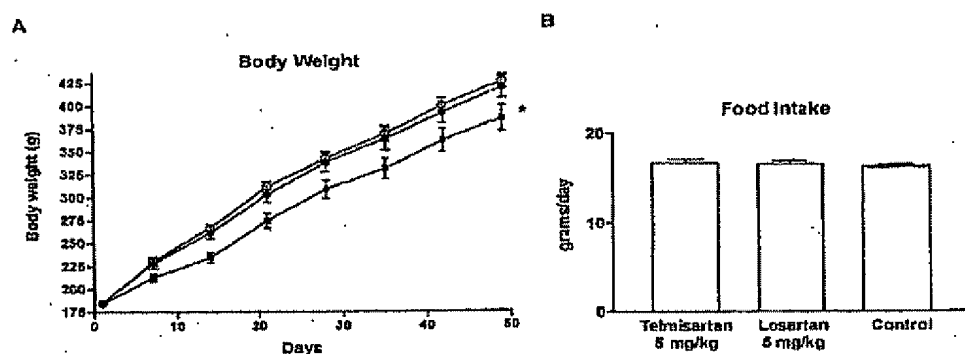 A
B
Body Weight
Body weight (g)
425
400
375
350
325
300
275
250
225
200
175
*
0
10
20
30
40
50
Days
Food Intake
grams/day
20
10
0
Telmisartan
5 mg/kg
Losartan
5 mg/kg
Control